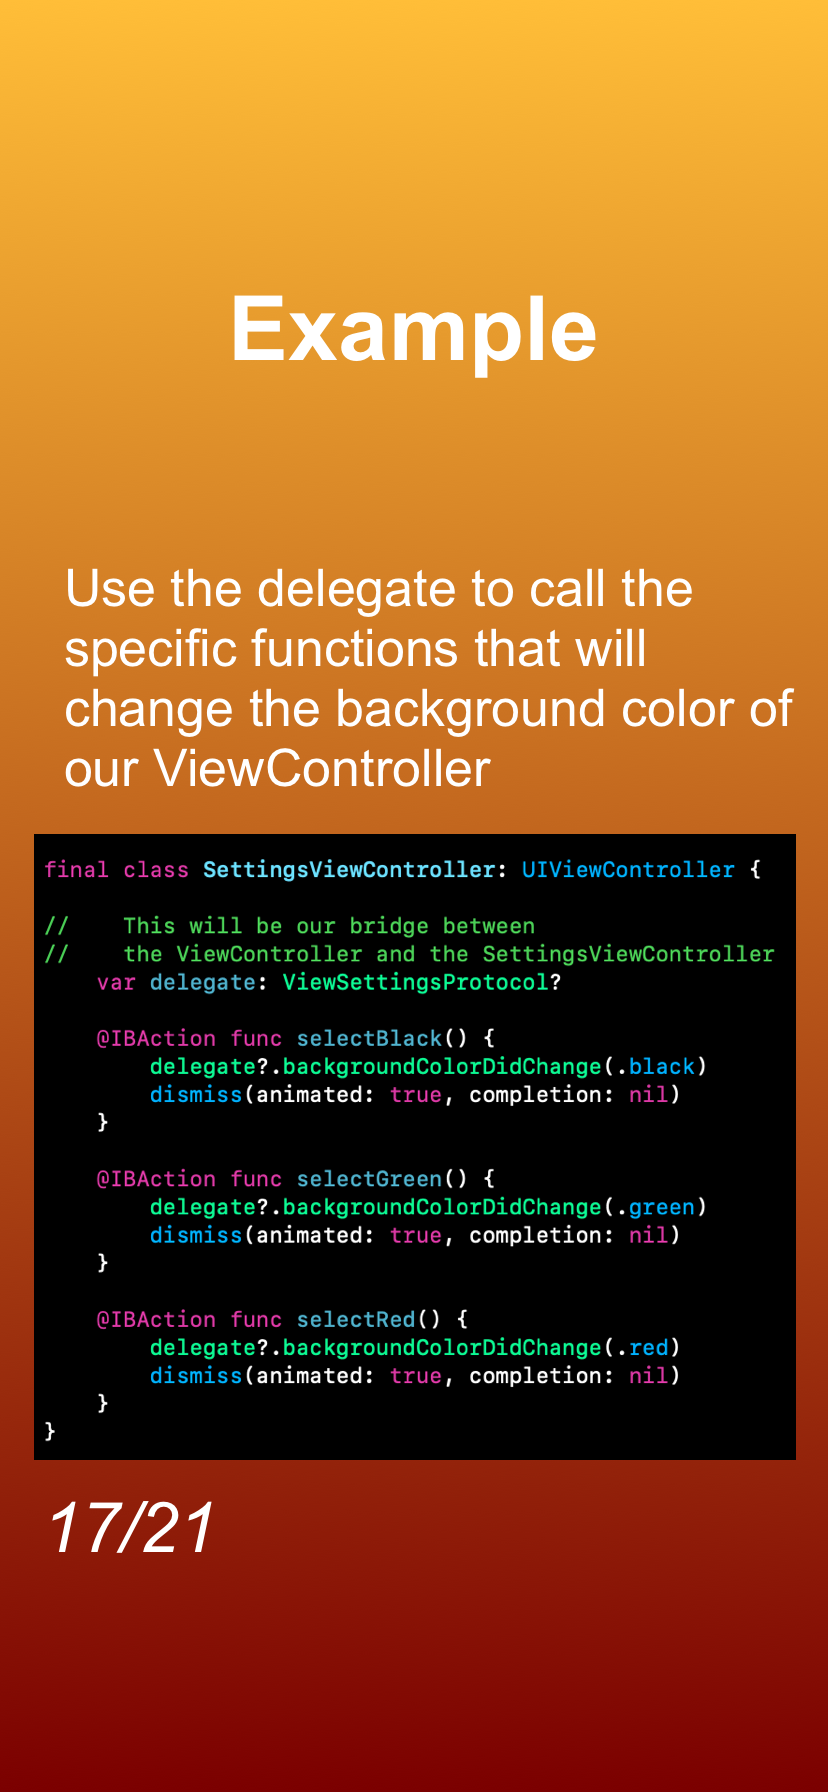 Example
Use the delegate to call the
specific functions that will
change the background color of
our ViewController
final class SettingsViewController: UIViewController {
//    This will be our bridge between
//    the ViewController and the SettingsViewController
    var delegate: ViewSettingsProtocol?
    @IBAction func selectBlack() {
        delegate?.backgroundColorDidChange(.black)
        dismiss(animated: true, completion: nil)
    }
    @IBAction func selectGreen() {
        delegate?.backgroundColorDidChange(.green)
        dismiss(animated: true, completion: nil)
    }
    @IBAction func selectRed() {
        delegate?.backgroundColorDidChange(.red)
        dismiss(animated: true, completion: nil)
    }
}
17/21